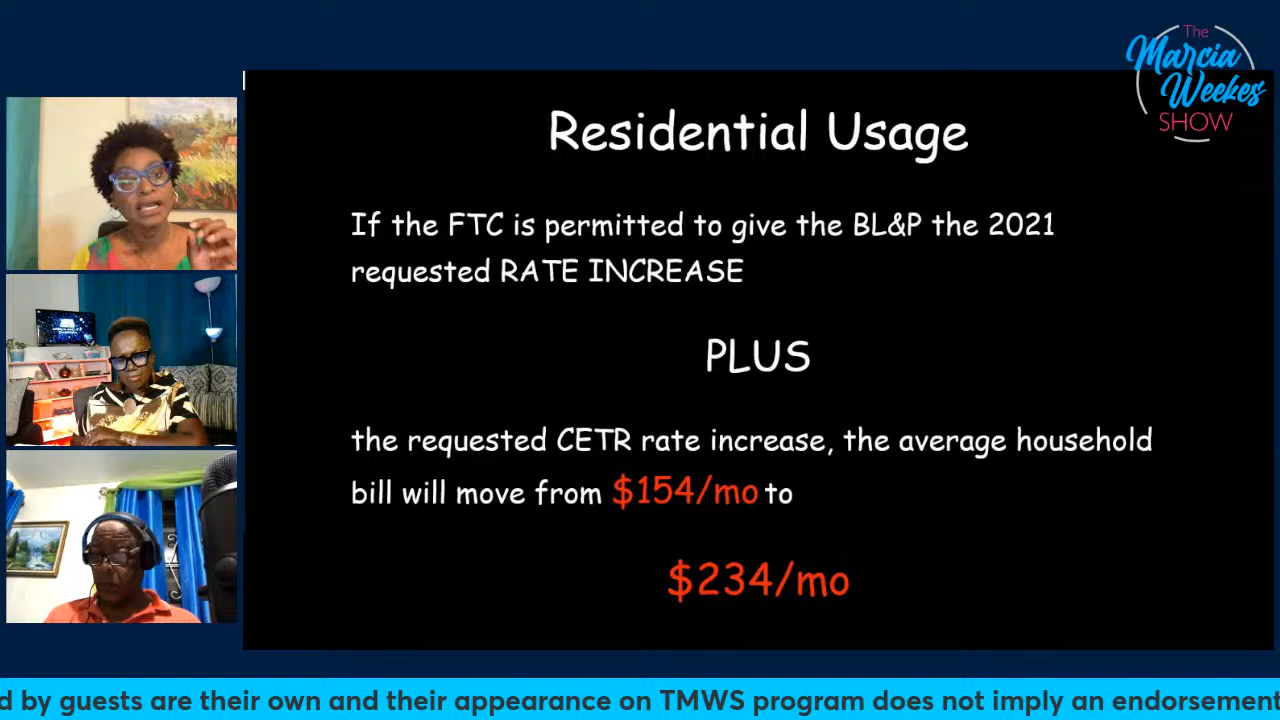 The
Marcia
Weekes
SHOW
Residential Usage
If the FTC is permitted to give the BL&P the 2021
requested RATE INCREASE
PLUS
the requested CETR rate increase, the average household
bill will move from $154/mo to
$234/mo
d by guests are their own and their appearance on TMWS program does not imply an endorsement